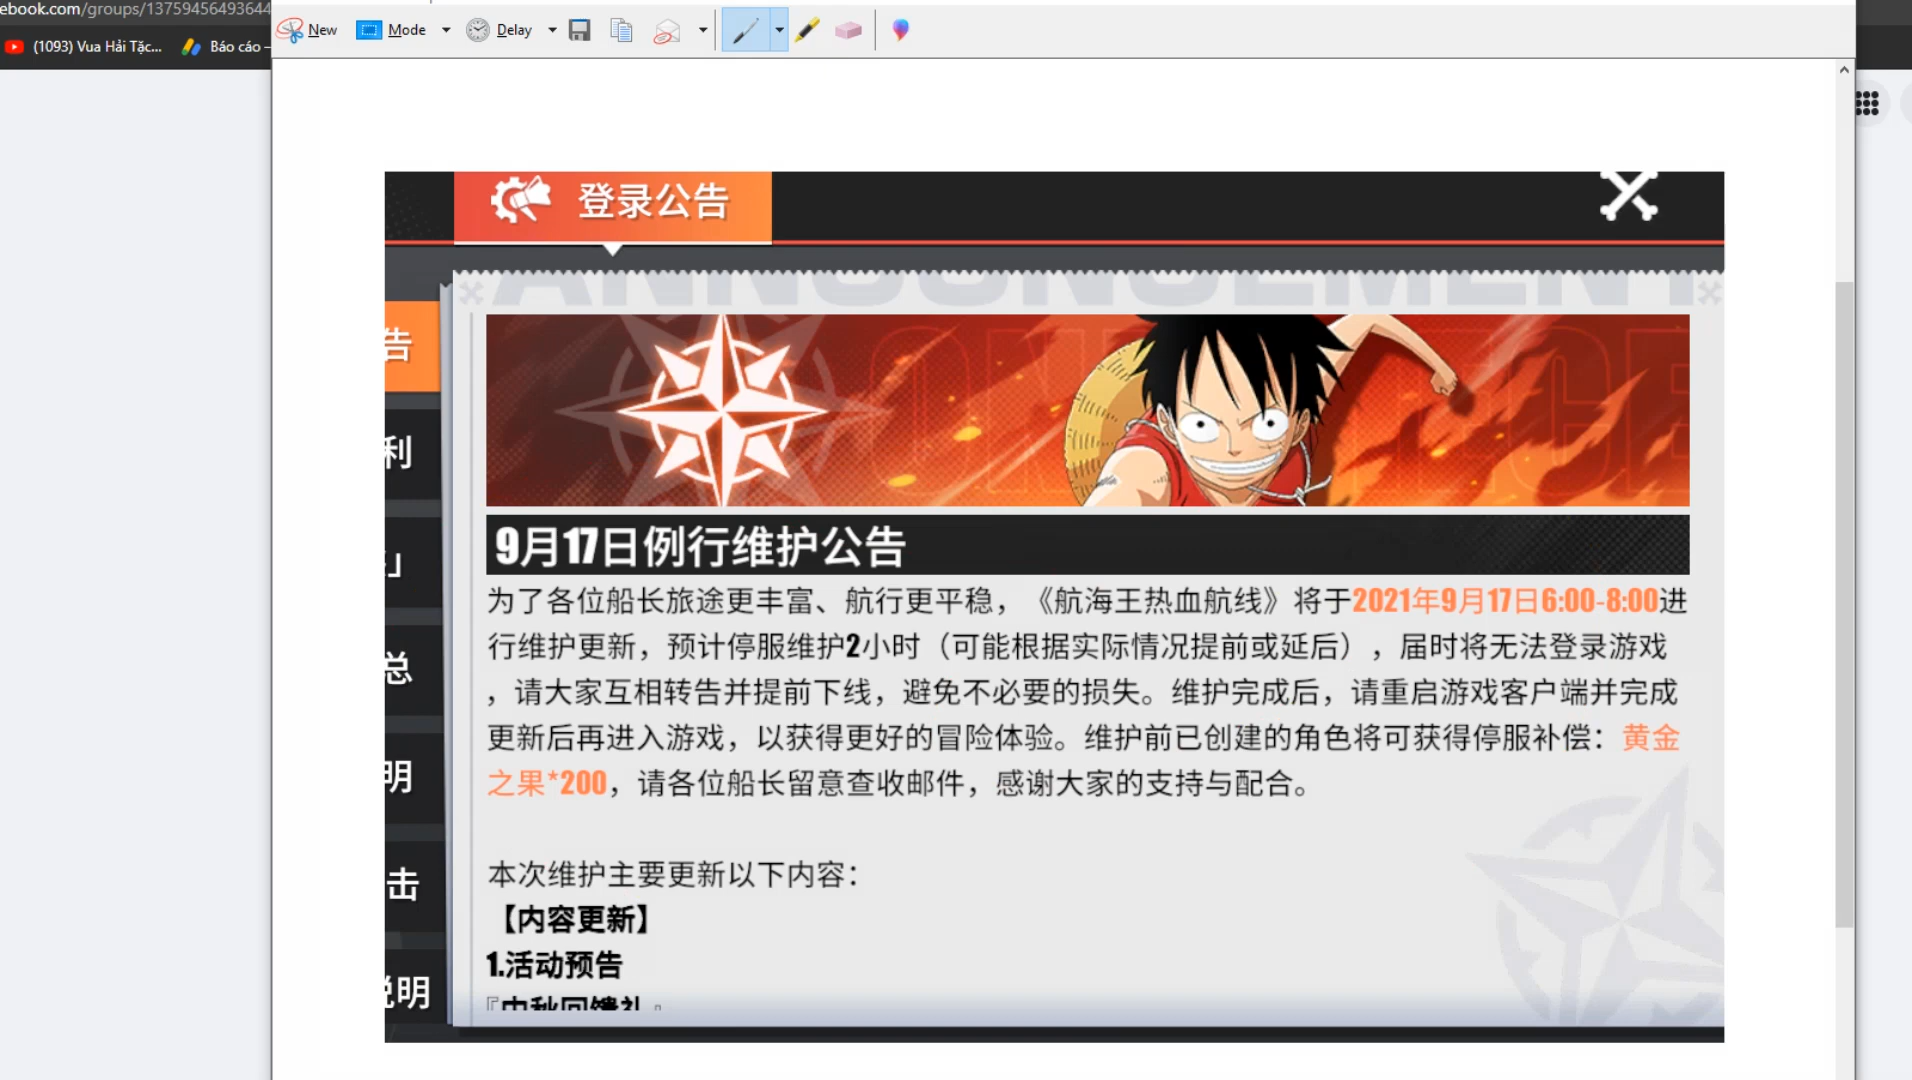 ebook.com/groups/13759456493644
(1093) Vua Hải Tặc...
Báo cáo –
New
Mode
Delay
登录公告
ANNOUNCEMENT
ONE PIECE
告
利
」
总
明
击
说明
9月17日例行维护公告
为了各位船长旅途更丰富、航行更平稳，《航海王热血航线》将于2021年9月17日6:00-8:00进
行维护更新，预计停服维护2小时（可能根据实际情况提前或延后），届时将无法登录游戏
，请大家互相转告并提前下线，避免不必要的损失。维护完成后，请重启游戏客户端并完成
更新后再进入游戏，以获得更好的冒险体验。维护前已创建的角色将可获得停服补偿：黄金
之果*200，请各位船长留意查收邮件，感谢大家的支持与配合。
本次维护主要更新以下内容：
【内容更新】
1.活动预告
『中秋回馈礼』